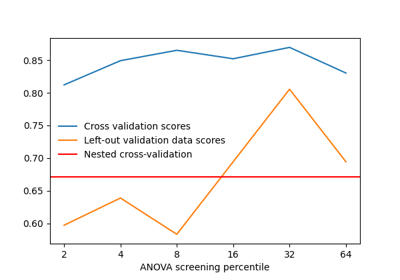 0.85
0.80
0.75
0.70
0.65
0.60
Cross validation scores
Left-out validation data scores
Nested cross-validation
2 4 8 16 32 64
ANOVA screening percentile